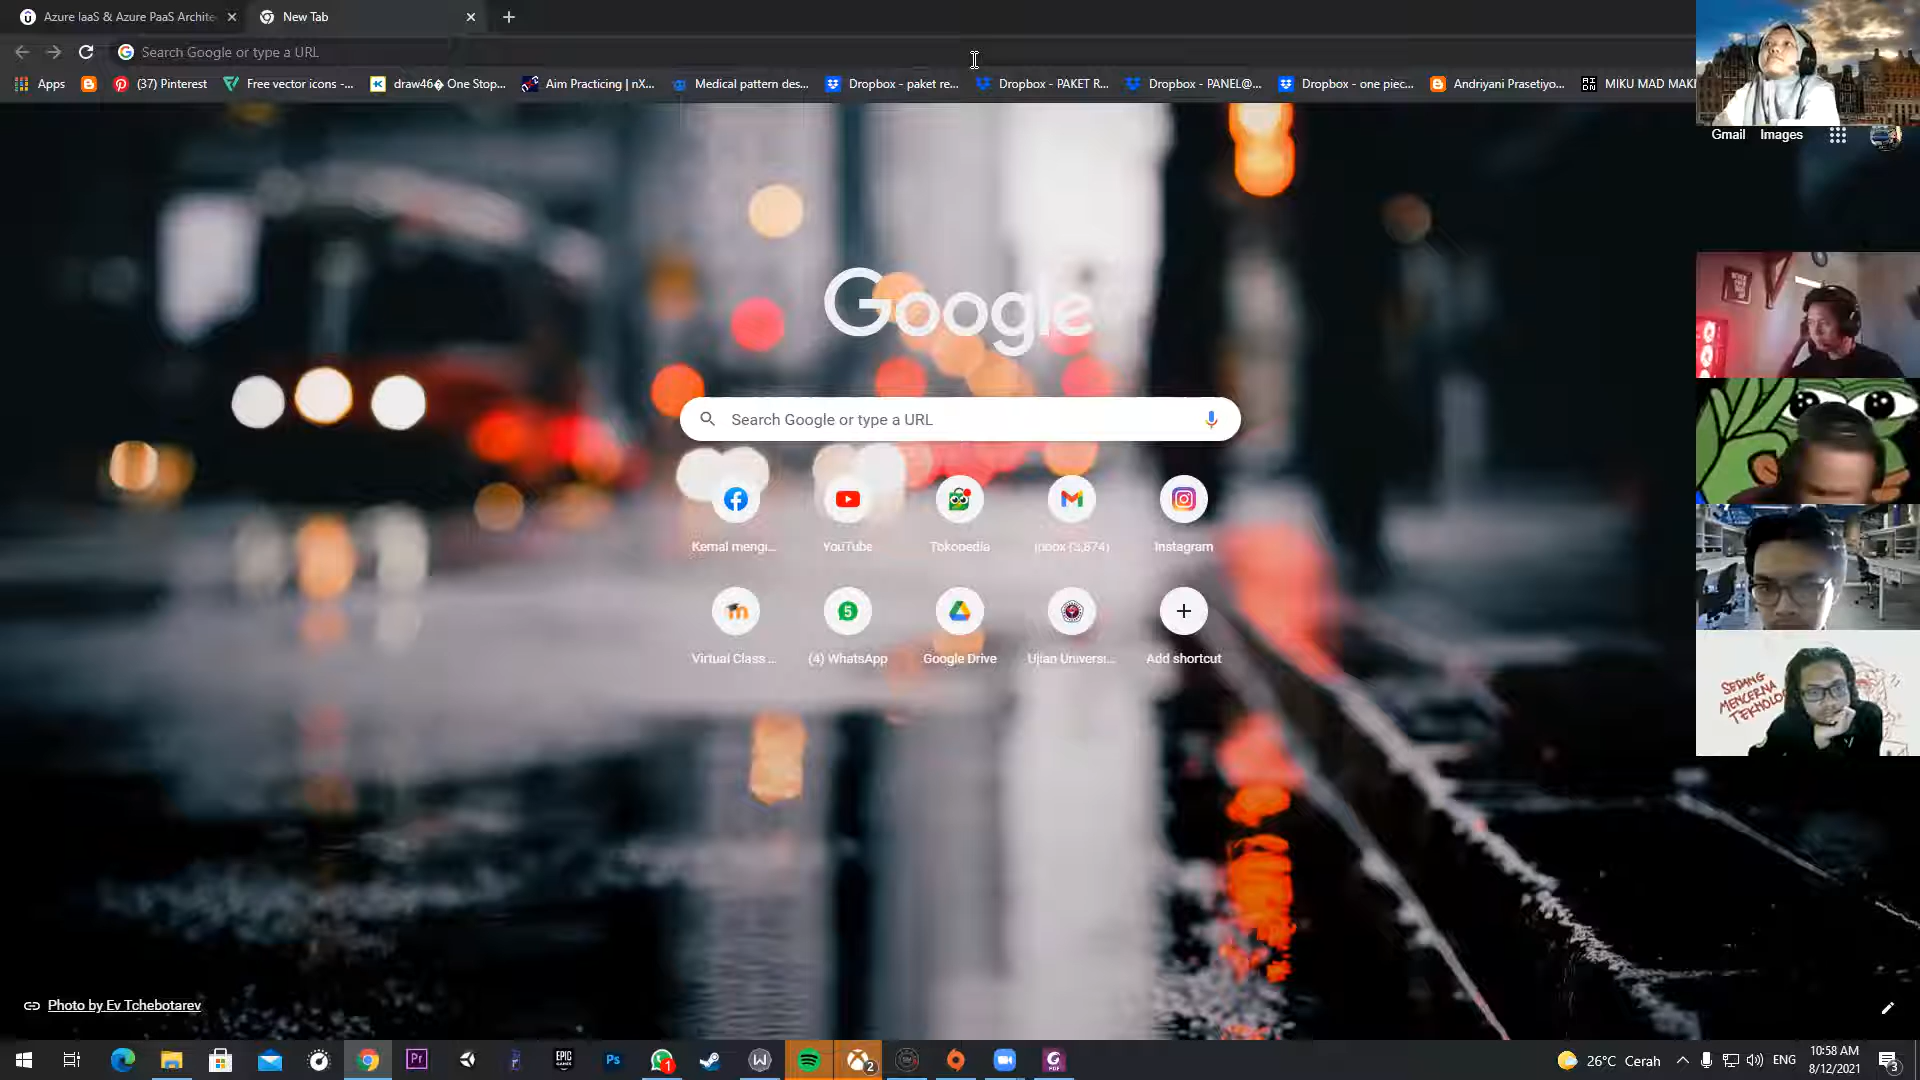 Azure IaaS & Azure PaaS Archite
New Tab
Search Google or type a URL
Apps
(37) Pinterest
Free vector icons -...
draw46� One Stop...
Aim Practicing | nX...
Medical pattern des...
Dropbox - paket re...
Dropbox - PAKET R...
Dropbox - PANEL@...
Dropbox - one piec...
Andriyani Prasetiyo...
MIKU MAD MAKI
Gmail
Images
Google
Search Google or type a URL
Kemal mengi...
YouTube
Tokopedia
Inbox (3,874)
Instagram
Virtual Class ...
(4) WhatsApp
Google Drive
Ujian Universi...
Add shortcut
SEDANG
MENCERNA
TEKNOLO
Photo by Ev Tchebotarev
26°C Cerah
ENG
10:58 AM
8/12/2021